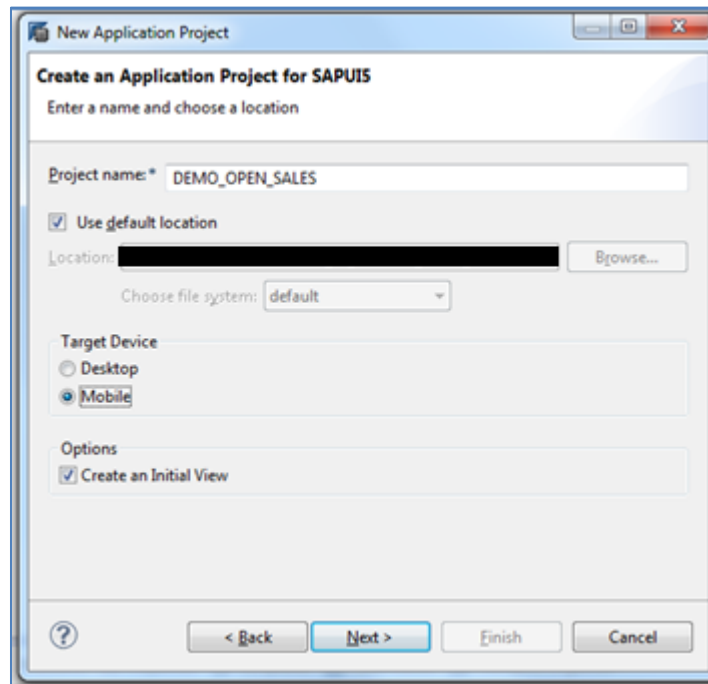 New Application Project
Create an Application Project for SAPUI5
Enter a name and choose a location
Project name:* DEMO_OPEN_SALES
Use default location
Location: Browse...
Choose file system: default
Target Device
Desktop
Mobile
Options
Create an Initial View
? < Back Next > Finish Cancel